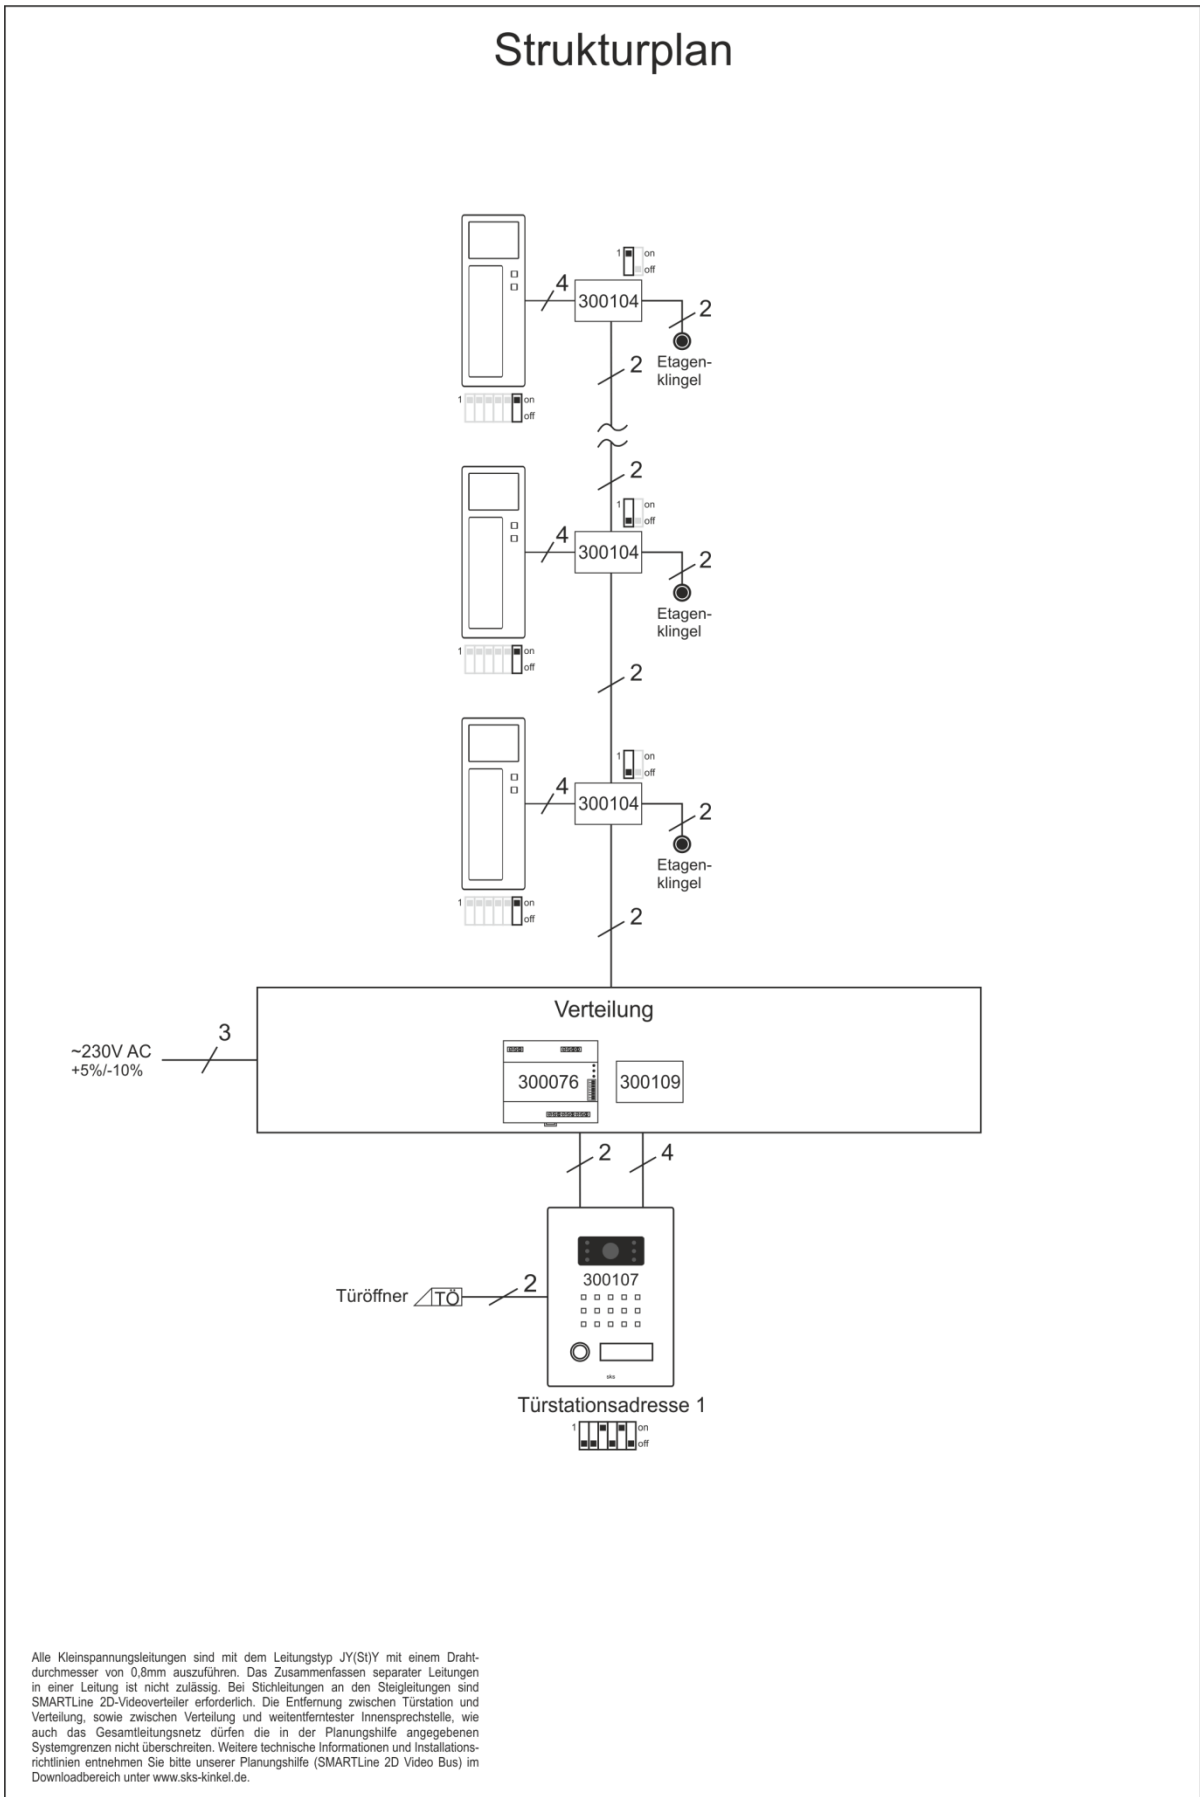 Strukturplan
1
on
off
4
300104
2
Etagen-
klingel
2
1
on
off
2
1
on
off
4
300104
2
Etagen-
klingel
1
on
off
2
1
on
off
4
300104
2
Etagen-
klingel
1
on
off
2
Verteilung
3
~230V AC
+5%/-10%
300076
300109
2
4
300107
Türöffner
TÖ
2
sks
Türstationsadresse 1
1
on
off
Alle Kleinspannungsleitungen sind mit dem Leitungstyp JY(St)Y mit einem Draht-
durchmesser von 0,8mm auszuführen. Das Zusammenfassen separater Leitungen
in einer Leitung ist nicht zulässig. Bei Stichleitungen an den Steigleitungen sind
SMARTLine 2D-Videoverteiler erforderlich. Die Entfernung zwischen Türstation und
Verteilung, sowie zwischen Verteilung und weitentferntester Innensprechstelle, wie
auch das Gesamtleitungsnetz dürfen die in der Planungshilfe angegebenen
Systemgrenzen nicht überschreiten. Weitere technische Informationen und Installations-
richtlinien entnehmen Sie bitte unserer Planungshilfe (SMARTLine 2D Video Bus) im
Downloadbereich unter www.sks-kinkel.de.